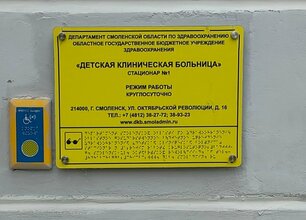 ДЕПАРТАМЕНТ СМОЛЕНСКОЙ ОБЛАСТИ ПО ЗДРАВООХРАНЕНИЮ
ОБЛАСТНОЕ ГОСУДАРСТВЕННОЕ БЮДЖЕТНОЕ УЧРЕЖДЕНИЕ
ЗДРАВООХРАНЕНИЯ
«ДЕТСКАЯ КЛИНИЧЕСКАЯ БОЛЬНИЦА»
СТАЦИОНАР №1
РЕЖИМ РАБОТЫ
КРУГЛОСУТОЧНО
214000, Г. СМОЛЕНСК, УЛ. ОКТЯБРЬСКОЙ РЕВОЛЮЦИИ, Д. 16
ТЕЛ.: +7 (4812) 38-27-72; 38-93-23
www.dkb.smoladmin.ru